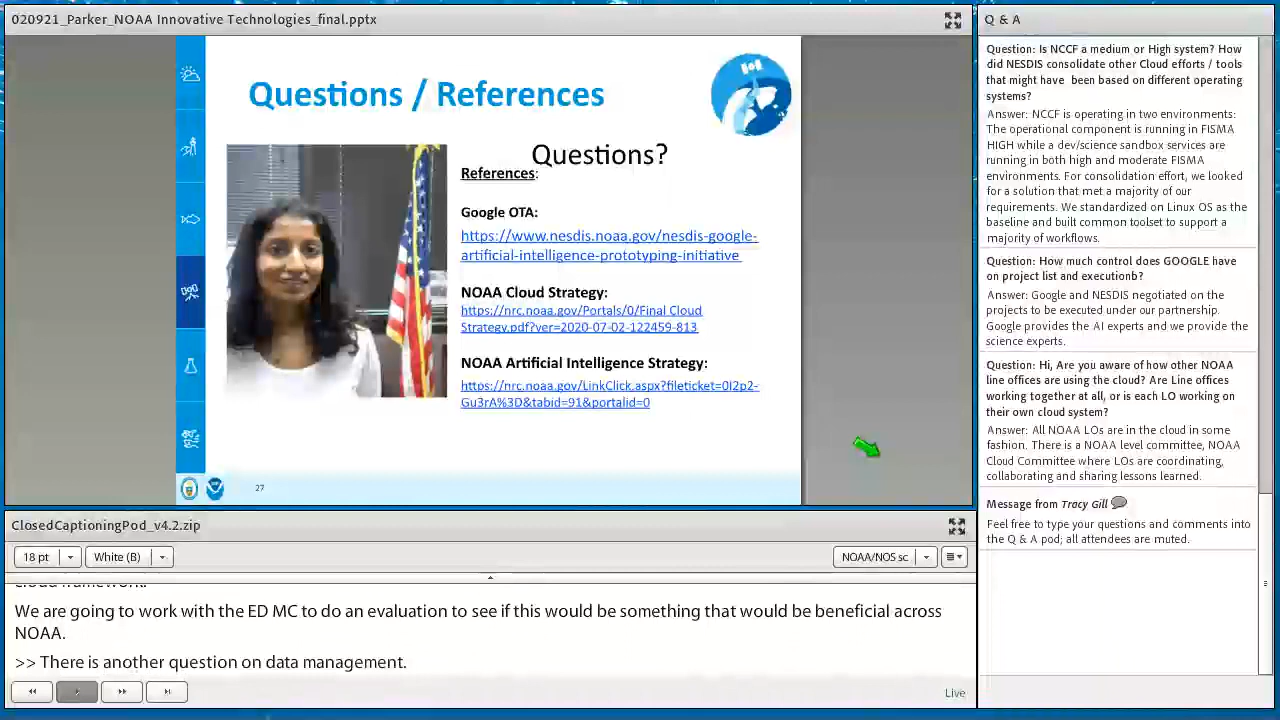 020921_Parker_NOAA Innovative Technologies_final.pptx
Questions / References
Questions?
References:
Google OTA:
https://www.nesdis.noaa.gov/nesdis-google-
artificial-intelligence-prototyping-initiative
NOAA Cloud Strategy:
https://nrc.noaa.gov/Portals/0/Final Cloud
Strategy.pdf?ver=2020-07-02-122459-813
NOAA Artificial Intelligence Strategy:
https://nrc.noaa.gov/LinkClick.aspx?fileticket=0I2p2-
Gu3rA%3D&tabid=91&portalid=0
27
ClosedCaptioningPod_v4.2.zip
18 pt
White (B)
NOAA/NOS sc
cloud framework.
We are going to work with the ED MC to do an evaluation to see if this would be something that would be beneficial across
NOAA.
>> There is another question on data management.
Live
Q & A
Question: Is NCCF a medium or High system? How
did NESDIS consolidate other Cloud efforts / tools
that might have been based on different operating
systems?
Answer: NCCF is operating in two environments:
The operational component is running in FISMA
HIGH while a dev/science sandbox services are
running in both high and moderate FISMA
environments. For consolidation effort, we looked
for a solution that met a majority of our
requirements. We standardized on Linux OS as the
baseline and built common toolset to support a
majority of workflows.
Question: How much control does GOOGLE have
on project list and executionb?
Answer: Google and NESDIS negotiated on the
projects to be executed under our partnership.
Google provides the AI experts and we provide the
science experts.
Question: Hi, Are you aware of how other NOAA
line offices are using the cloud? Are Line offices
working together at all, or is each LO working on
their own cloud system?
Answer: All NOAA LOs are in the cloud in some
fashion. There is a NOAA level committee, NOAA
Cloud Committee where LOs are coordinating,
collaborating and sharing lessons learned.
Message from Tracy Gill
Feel free to type your questions and comments into
the Q & A pod; all attendees are muted.